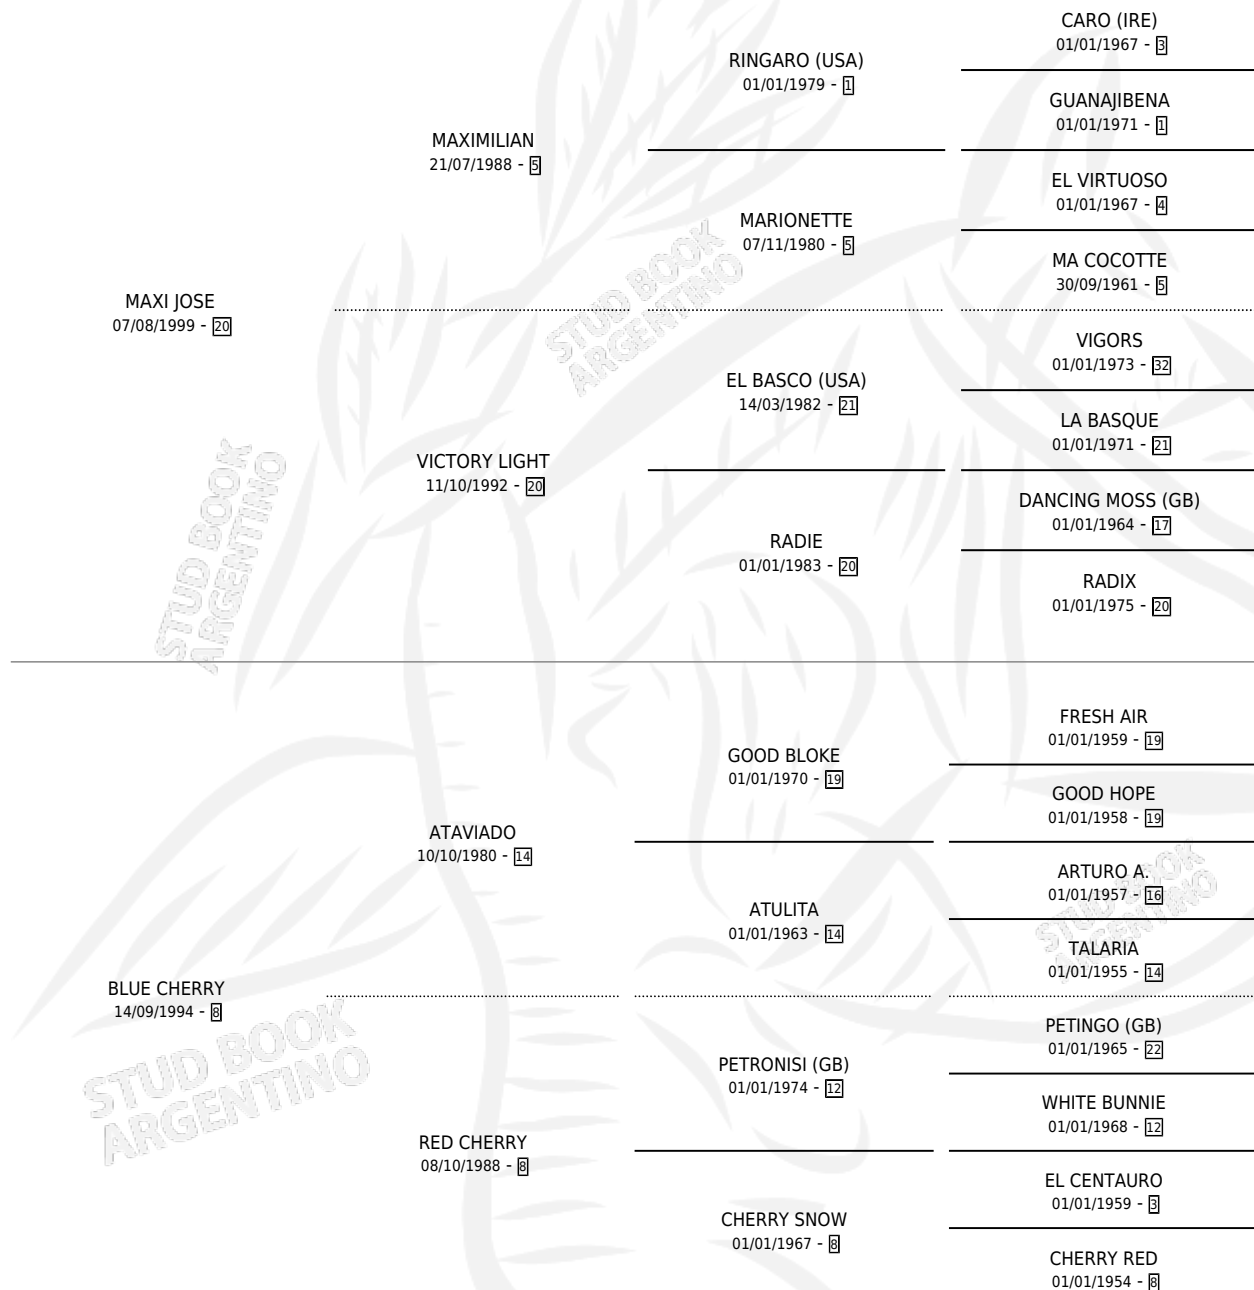 CARO (IRE)
01/01/1967 - 3
RINGARO (USA)
01/01/1979 - 1
GUANAJIBENA
01/01/1971 - 1
MAXIMILIAN
21/07/1988 - 5
EL VIRTUOSO
01/01/1967 - 4
MARIONETTE
07/11/1980 - 5
MA COCOTTE
30/09/1961 - 5
MAXI JOSE
07/08/1999 - 20
STUD BOOK
ARGENTINO
VIGORS
01/01/1973 - 32
EL BASCO (USA)
14/03/1982 - 21
LA BASQUE
01/01/1971 - 21
VICTORY LIGHT
11/10/1992 - 20
DANCING MOSS (GB)
01/01/1964 - 17
RADIE
01/01/1983 - 20
RADIX
01/01/1975 - 20
STUD BOOK
ARGENTINO
FRESH AIR
01/01/1959 - 19
GOOD BLOKE
01/01/1970 - 19
GOOD HOPE
01/01/1958 - 19
ATAVIADO
10/10/1980 - 14
ARTURO A.
01/01/1957 - 16
ATULITA
01/01/1963 - 14
TALARIA
01/01/1955 - 14
STUD BOOK
ARGENTINO
BLUE CHERRY
14/09/1994 - 8
PETINGO (GB)
01/01/1965 - 22
PETRONISI (GB)
01/01/1974 - 12
WHITE BUNNIE
01/01/1968 - 12
STUD BOOK
ARGENTINO
RED CHERRY
08/10/1988 - 8
EL CENTAURO
01/01/1959 - 3
CHERRY SNOW
01/01/1967 - 8
CHERRY RED
01/01/1954 - 8